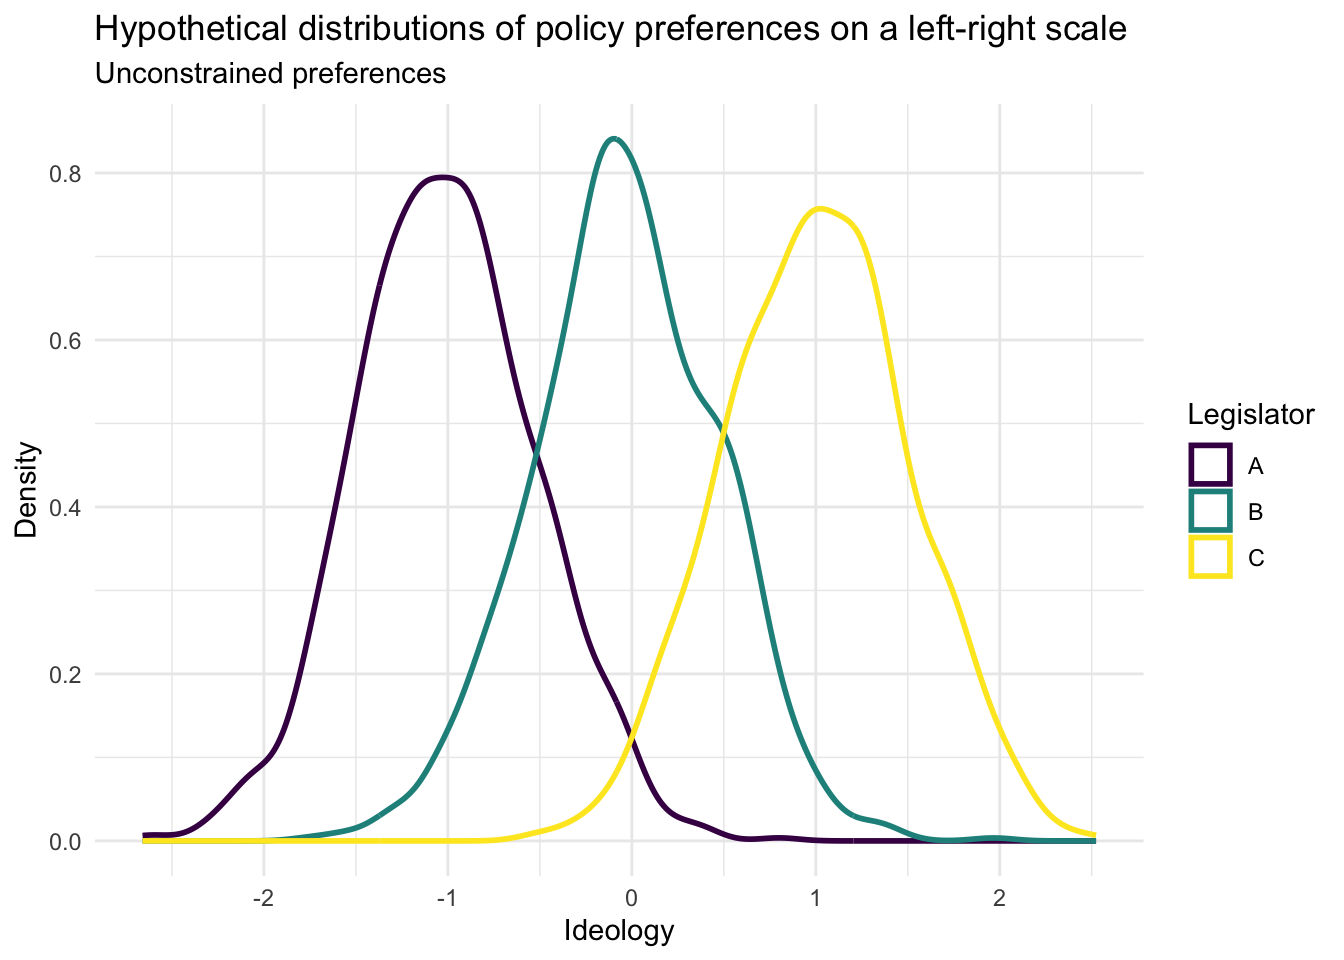 Hypothetical distributions of policy preferences on a left-right scale
Unconstrained preferences
0.8
0.6
0.4
0.2
0.0
Density
-2
-1
0
1
2
Ideology
Legislator
A
B
C